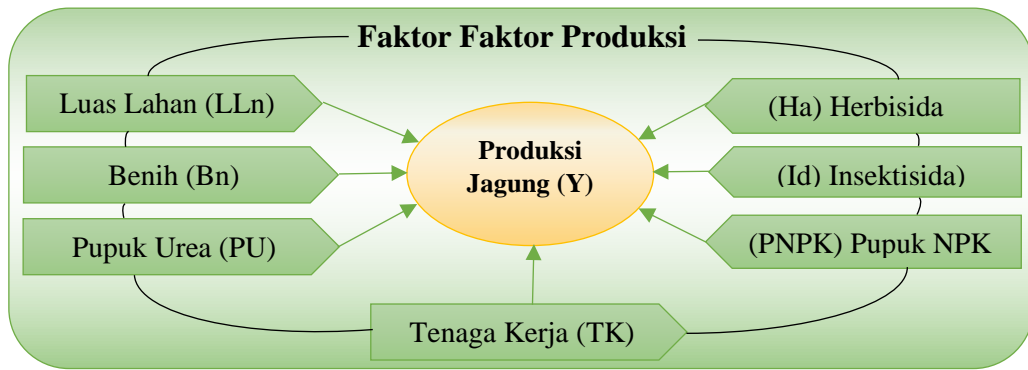 Faktor Faktor Produksi
Luas Lahan (LLn)
Benih (Bn)
Pupuk Urea (PU)
Produksi
Jagung (Y)
(Ha) Herbisida
(Id) Insektisida)
(PNPK) Pupuk NPK
Tenaga Kerja (TK)